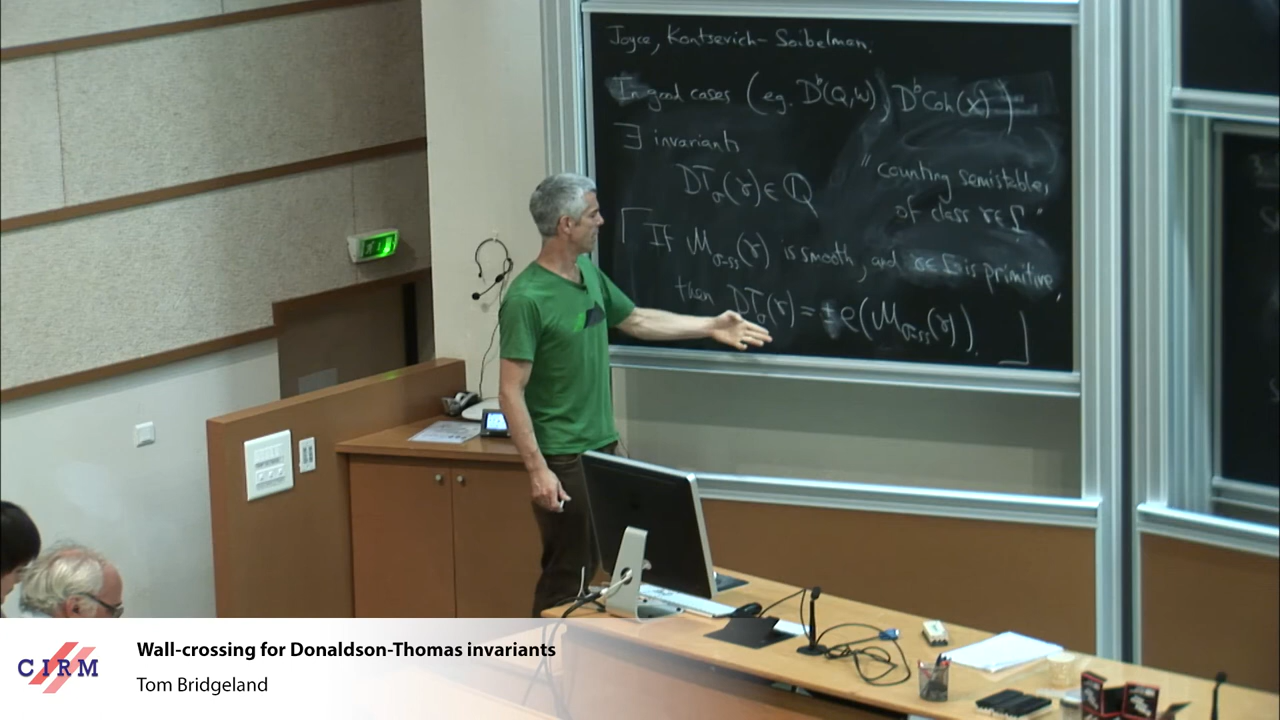 Joyce, Kontsevich-Soibelman.
In good cases (eg. D^b(Q,W), D^bCoh(X))
∃ invariants
DT_σ(γ) ∈ Q
"counting semistables
of class γ∈Γ"
If M_σ-ss(γ) is smooth, and γ∈Γ is primitive,
then DT_σ(γ) = ± e(M_σ-ss(γ)).
CIRM
Wall-crossing for Donaldson-Thomas invariants
Tom Bridgeland